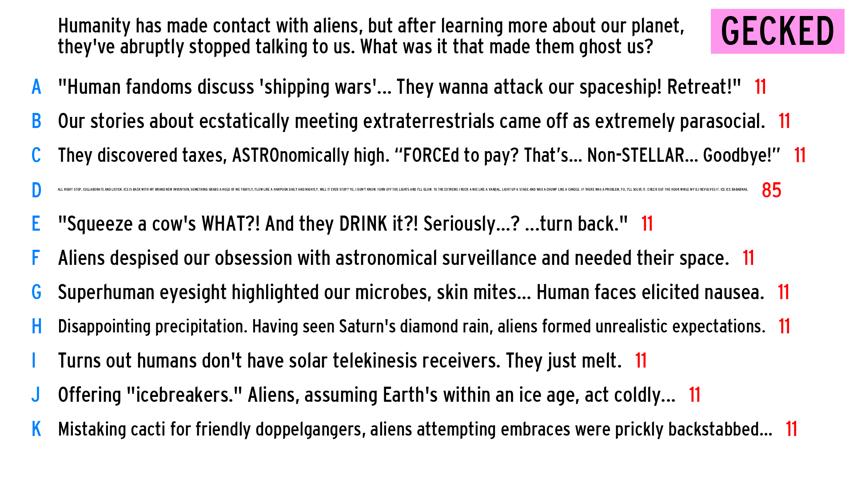 Humanity has made contact with aliens, but after learning more about our planet,
they've abruptly stopped talking to us. What was it that made them ghost us?
GECKED
A "Human fandoms discuss 'shipping wars'... They wanna attack our spaceship! Retreat!" 11
B Our stories about ecstatically meeting extraterrestrials came off as extremely parasocial. 11
C They discovered taxes, ASTROnomically high. “FORCEd to pay? That’s... Non-STELLAR... Goodbye!” 11
D 85
E "Squeeze a cow's WHAT?! And they DRINK it?! Seriously...? ...turn back." 11
F Aliens despised our obsession with astronomical surveillance and needed their space. 11
G Superhuman eyesight highlighted our microbes, skin mites... Human faces elicited nausea. 11
H Disappointing precipitation. Having seen Saturn's diamond rain, aliens formed unrealistic expectations. 11
I Turns out humans don't have solar telekinesis receivers. They just melt. 11
J Offering "icebreakers." Aliens, assuming Earth's within an ice age, act coldly... 11
K Mistaking cacti for friendly doppelgangers, aliens attempting embraces were prickly backstabbed... 11